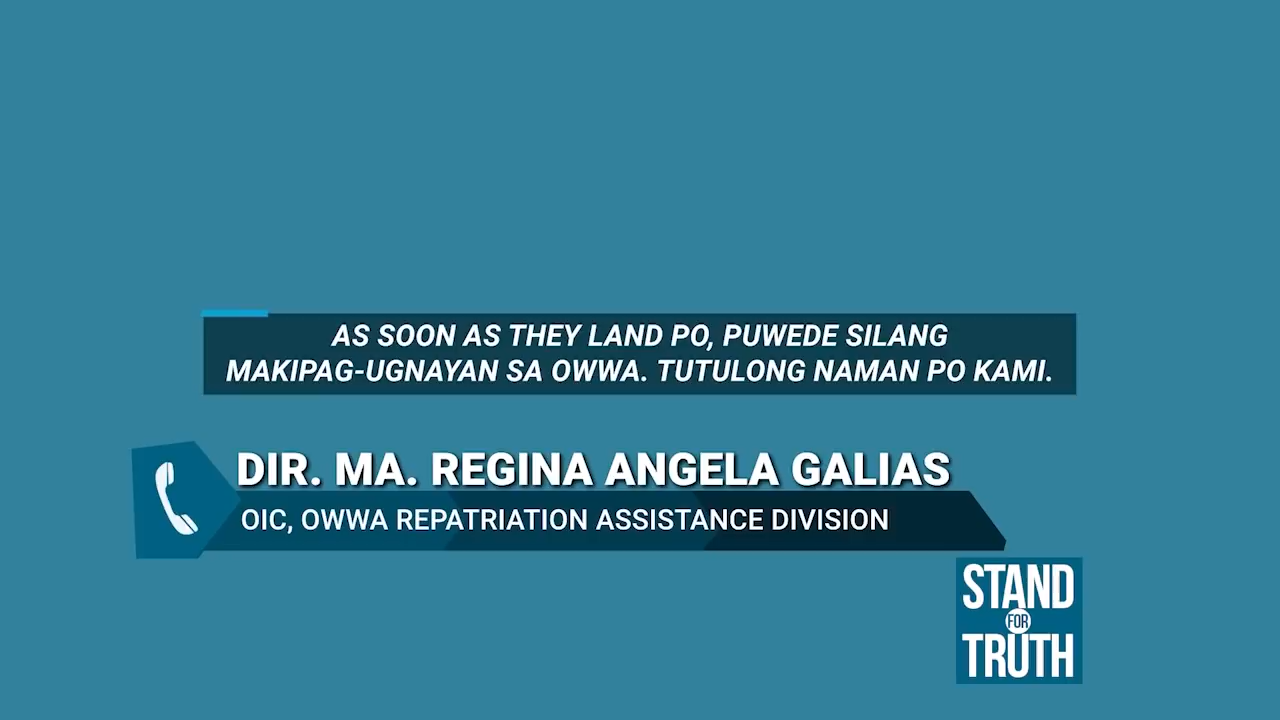 AS SOON AS THEY LAND PO, PUWEDE SILANG
MAKIPAG-UGNAYAN SA OWWA. TUTULONG NAMAN PO KAMI.
DIR. MA. REGINA ANGELA GALIAS
OIC, OWWA REPATRIATION ASSISTANCE DIVISION
STAND
FOR
TRUTH